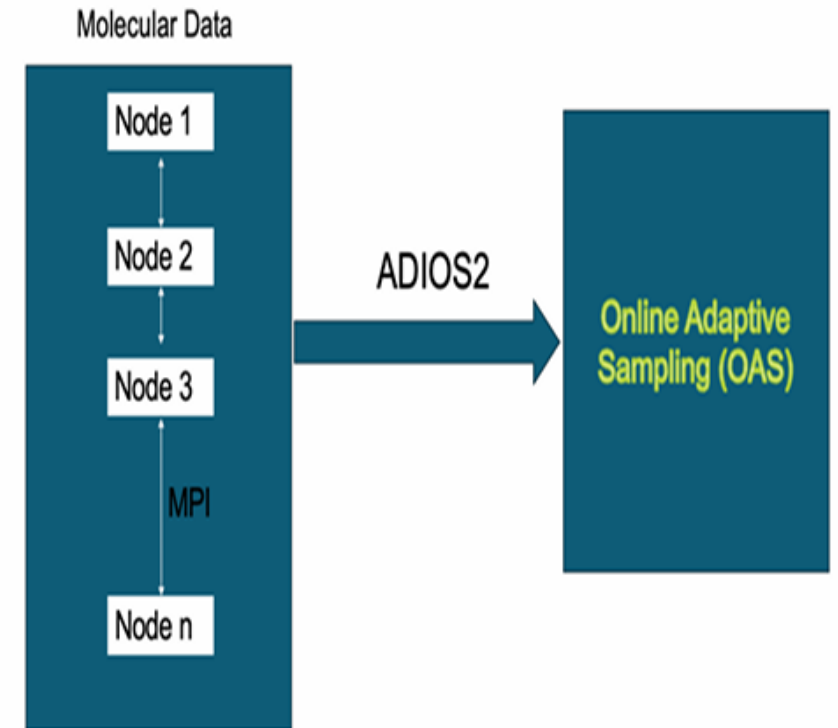 Molecular Data
Node 1
Node 2
Node 3
MPI
Node n
ADIOS2
Online Adaptive
Sampling (OAS)